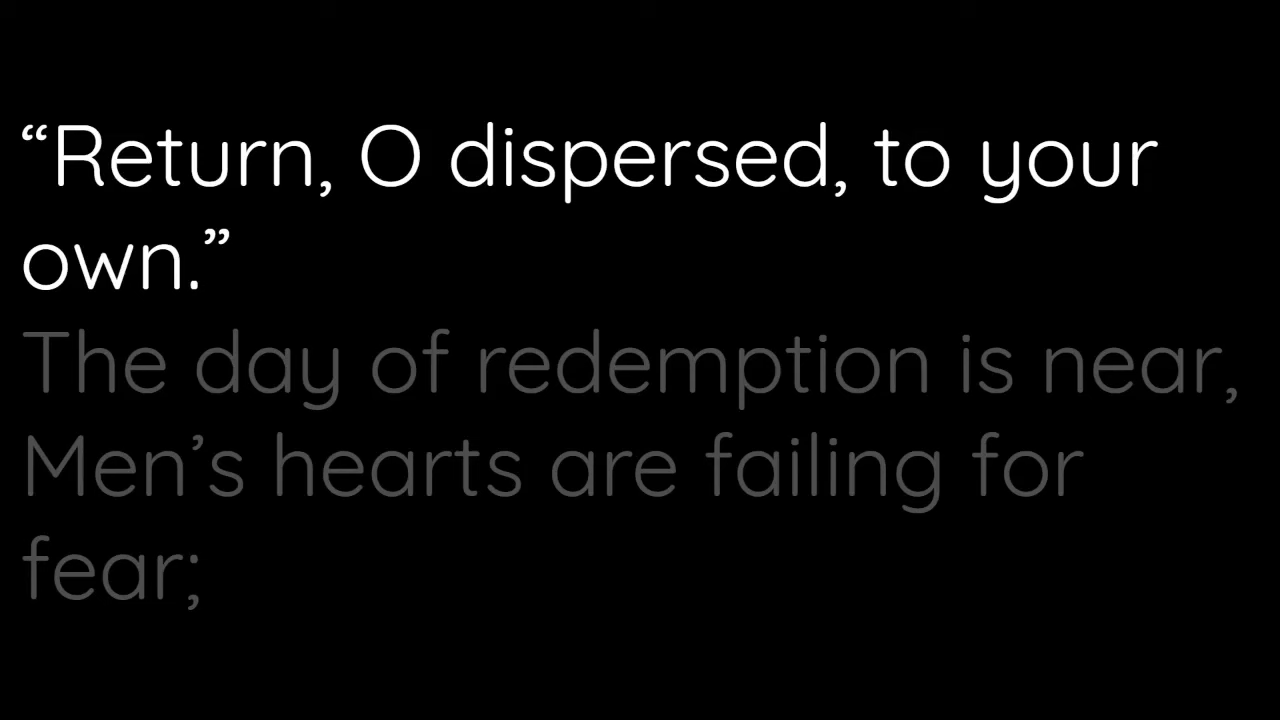 “Return, O dispersed, to your
own.”
The day of redemption is near,
Men’s hearts are failing for
fear;